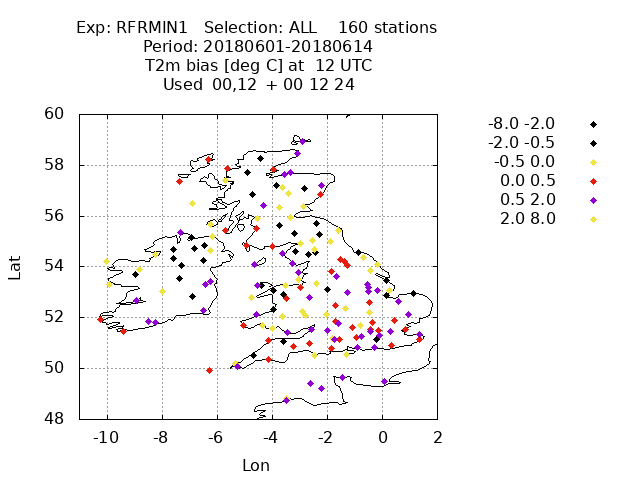 Exp: RFRMIN1 Selection: ALL 160 stations
Period: 20180601-20180614
T2m bias [deg C] at 12 UTC
Used 00,12 + 00 12 24
60
58
56
54
52
50
48
-10 -8 -6 -4 -2 0 2
Lat
Lon
-8.0 -2.0
-2.0 -0.5
-0.5 0.0
0.0 0.5
0.5 2.0
2.0 8.0